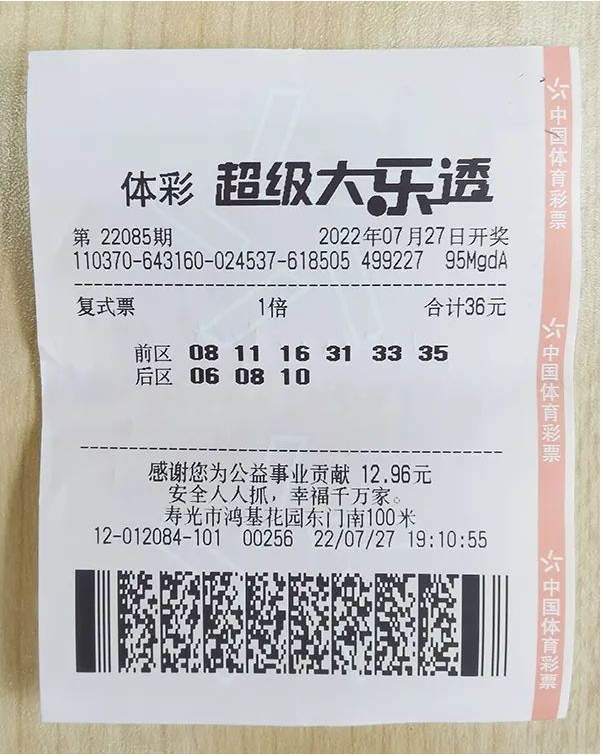 体彩 超级大乐透
第 22085期 2022年07月27日开奖
110370-643160-024537-618505 499227 95MgdA
复式票 1倍 合计36元
前区 08 11 16 31 33 35
后区 06 08 10
感谢您为公益事业贡献 12.96元
安全人人抓，幸福千万家。
寿光市鸿基花园东门南100米
12-012084-101 00256 22/07/27 19:10:55
中国体育彩票
中国体育彩票
中国体育彩票